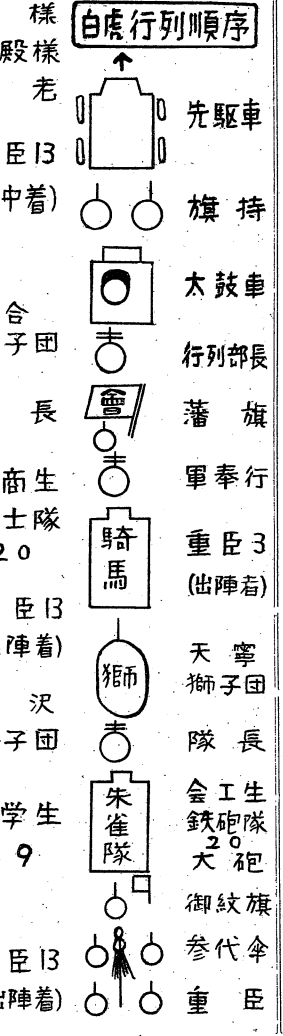 白虎行列順序
先駆車
旗持
太鼓車
行列部長
會
藩旗
軍奉行
騎馬
重臣3
(出陣着)
獅
天寧
獅子団
隊長
朱雀隊
会工生
鉄砲隊
20
大砲
御紋旗
参代傘
重臣
様
殿様
老
臣13
中着)
合
子団
長
商生
士隊
20
臣13
陣着)
沢
子団
学生
9
臣13
出陣着)